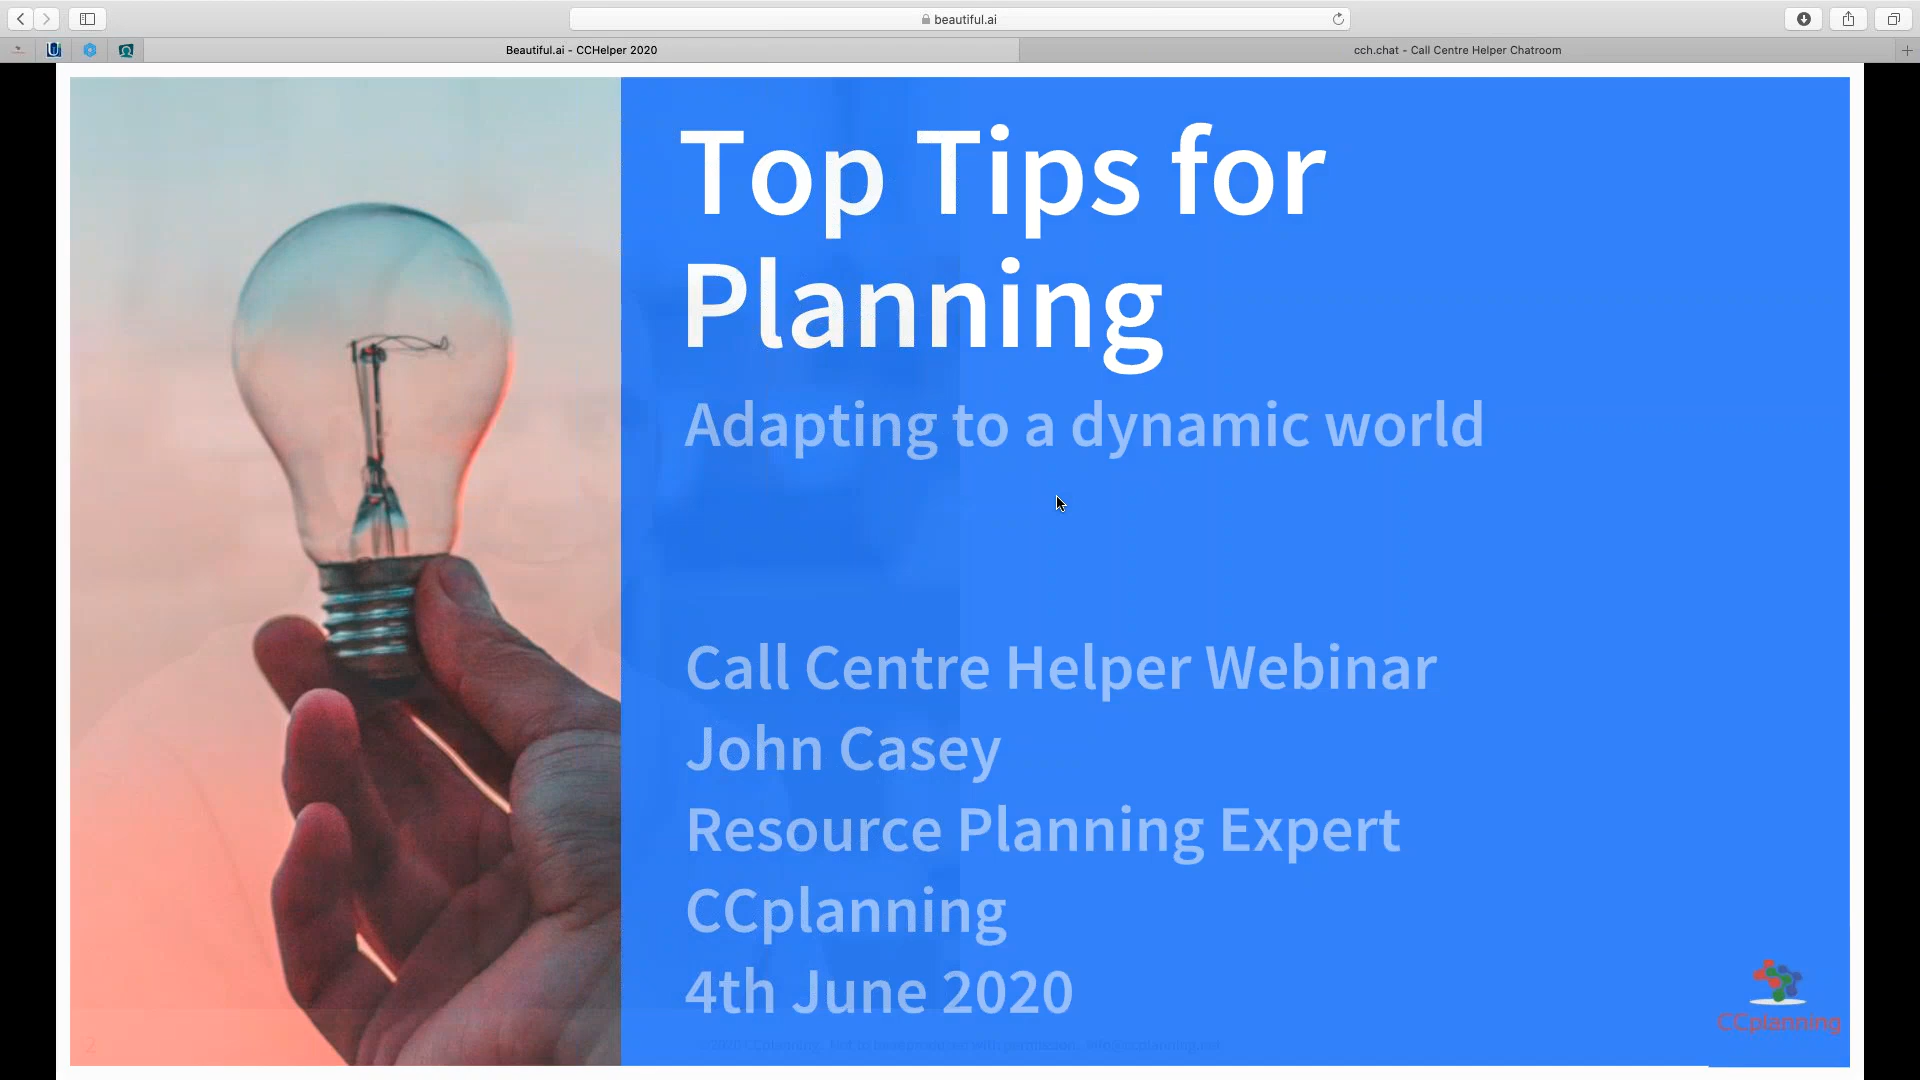 beautiful.ai
Beautiful.ai - CCHelper 2020
cch.chat - Call Centre Helper Chatroom
Top Tips for
Planning
Adapting to a dynamic world
Call Centre Helper Webinar
John Casey
Resource Planning Expert
CCplanning
4th June 2020
CCplanning
2